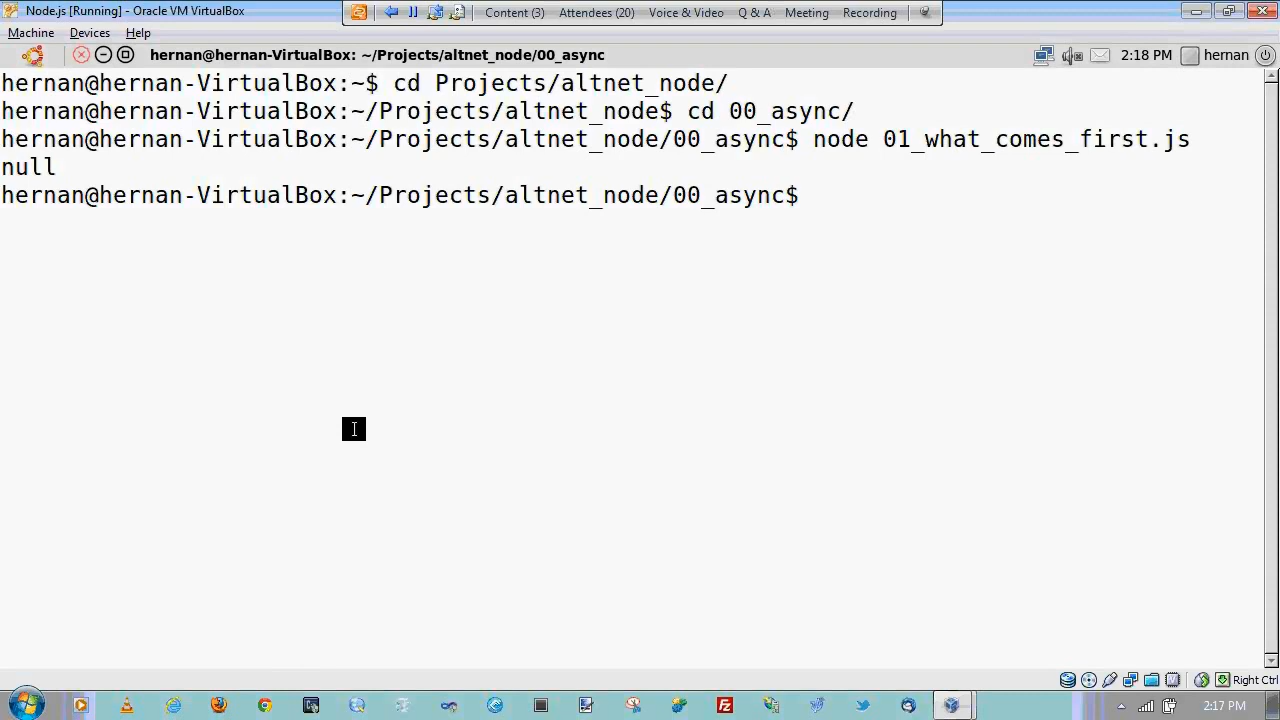 Node.js [Running] - Oracle VM VirtualBox
Content (3) Attendees (20) Voice & Video Q & A Meeting Recording
Machine Devices Help
hernan@hernan-VirtualBox: ~/Projects/altnet_node/00_async 2:18 PM hernan
hernan@hernan-VirtualBox:~$ cd Projects/altnet_node/
hernan@hernan-VirtualBox:~/Projects/altnet_node$ cd 00_async/
hernan@hernan-VirtualBox:~/Projects/altnet_node/00_async$ node 01_what_comes_first.js
null
hernan@hernan-VirtualBox:~/Projects/altnet_node/00_async$
Right Ctrl
2:17 PM